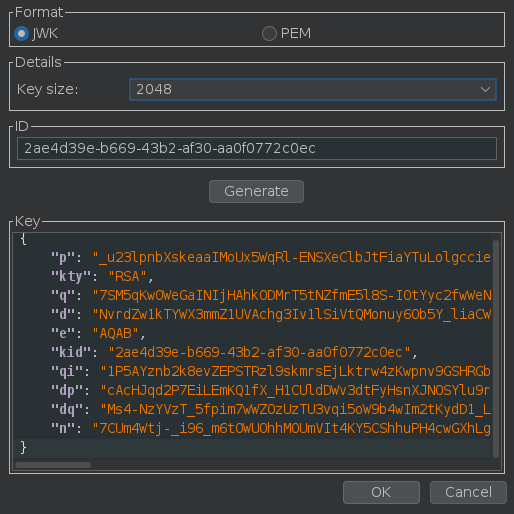 Format
JWK
PEM
Details
Key size:
2048
ID
2ae4d39e-b669-43b2-af30-aa0f0772c0ec
Generate
Key
{
"p": "_u23lpnbXskeaaIMoUx5WqRl-ENSXeClbJtFiaYTuLolgccie
"kty": "RSA",
"q": "7SM5qKw0WeGaINIjHAhkODMrT5tNZfmE5l8S-IOtYyc2fwWeN
"d": "NvrdZw1kTYWX3mmZ1UVAchg3Iv1lSiVtQMonuy6Ob5Y_liaCW
"e": "AQAB",
"kid": "2ae4d39e-b669-43b2-af30-aa0f0772c0ec",
"qi": "1P5AYznb2k8evZEPSTRzl9skmrsEjLktrw4zKwpnv9GSHRGb
"dp": "cAcHJqd2P7EiLEmKQ1fX_H1CUldDWv3dtFyHsnXJNOSYlu9r
"dq": "Ms4-NzYVzT_5fpim7wWZOzUzTU3vqi5oW9b4wIm2tKydD1_L
"n": "7CUm4Wtj-_i96_m6tOWUOhhMOUmVIt4KY5CShhuPH4cwGXhLg
}
OK
Cancel